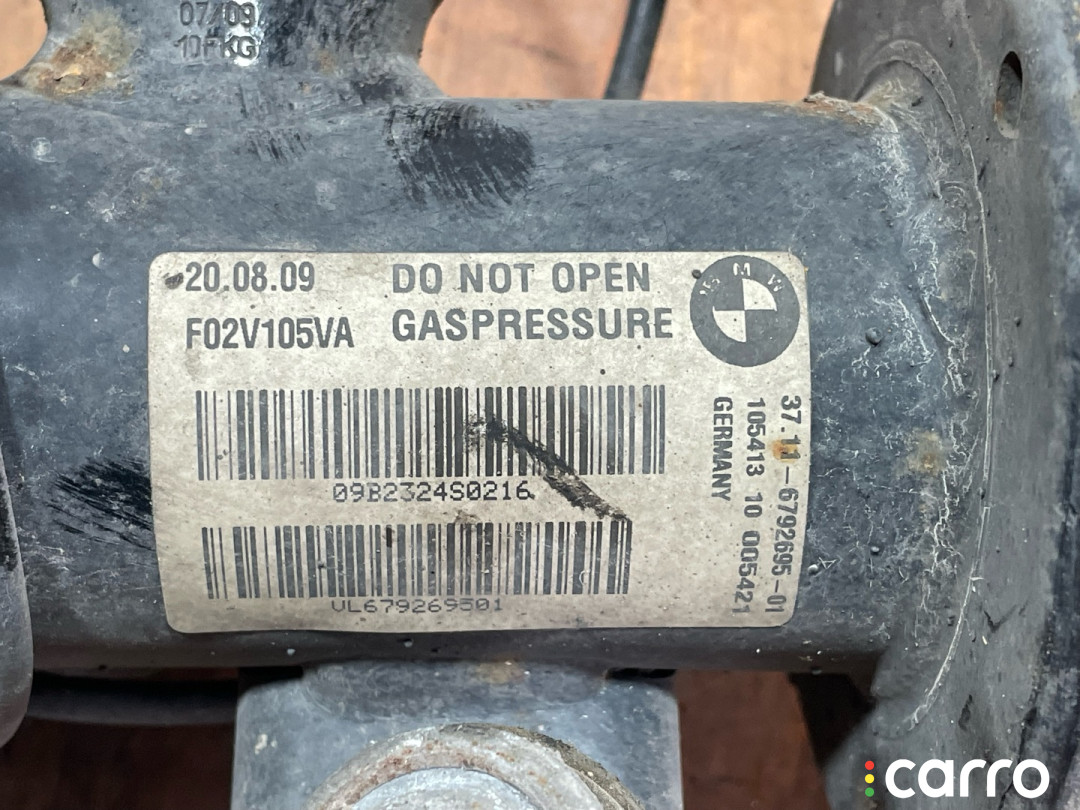 07/09
20.08.09
F02V105VA
DO NOT OPEN
GASPRESSURE
BMW
37.11-6792695-01
105413 10 005421
GERMANY
09B2324S0216
VL679269501
carro